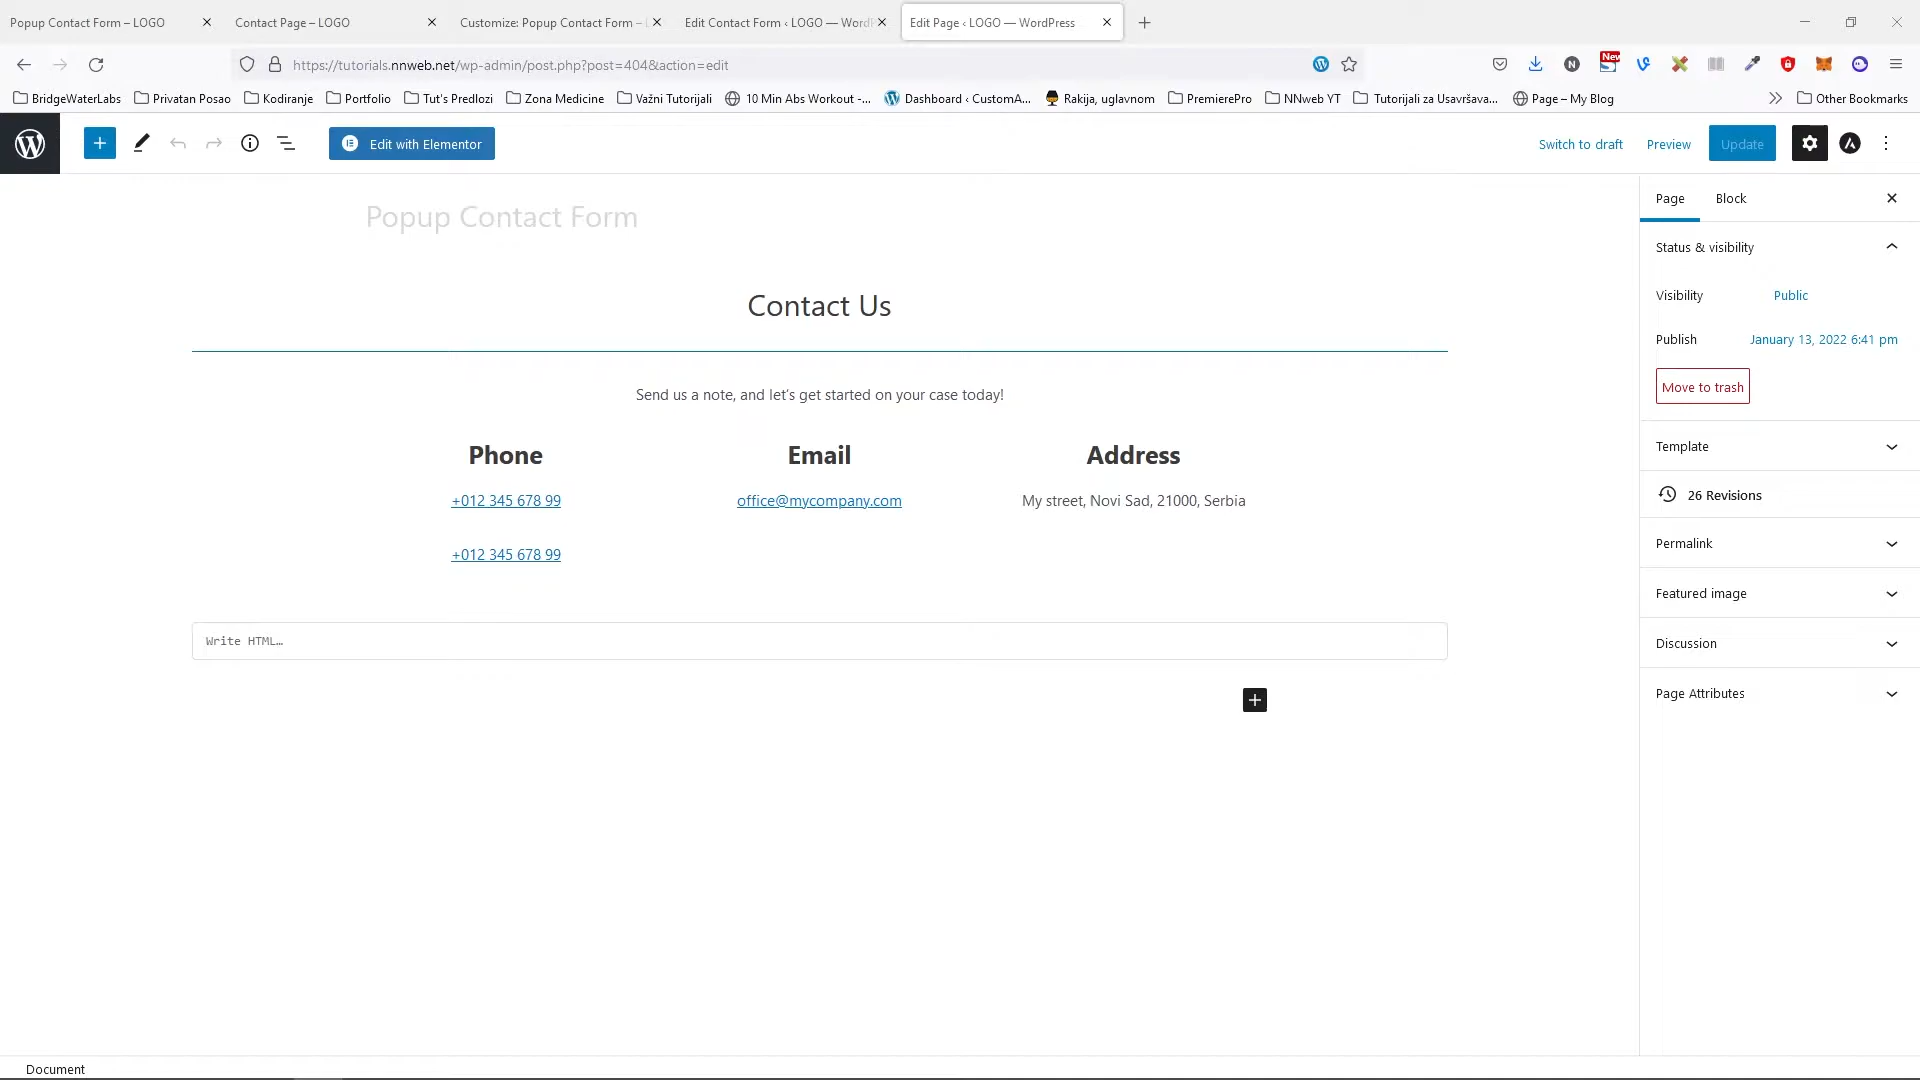 Popup Contact Form – LOGO
Contact Page – LOGO
Customize: Popup Contact Form –
Edit Contact Form ‹ LOGO — Word
Edit Page ‹ LOGO — WordPress
https://tutorials.nnweb.net/wp-admin/post.php?post=404&action=edit
New
BridgeWaterLabs
Privatan Posao
Kodiranje
Portfolio
Tut's Predlozi
Zona Medicine
Važni Tutorijali
10 Min Abs Workout -...
Dashboard ‹ CustomA...
Rakija, uglavnom
PremierePro
NNweb YT
Tutorijali za Usavršava...
Page – My Blog
Other Bookmarks
Edit with Elementor
Switch to draft
Preview
Update
Popup Contact Form
Contact Us
Send us a note, and let's get started on your case today!
Phone
Email
Address
+012 345 678 99
office@mycompany.com
My street, Novi Sad, 21000, Serbia
+012 345 678 99
Write HTML…
Page
Block
Status & visibility
Visibility
Public
Publish
January 13, 2022 6:41 pm
Move to trash
Template
26 Revisions
Permalink
Featured image
Discussion
Page Attributes
Document